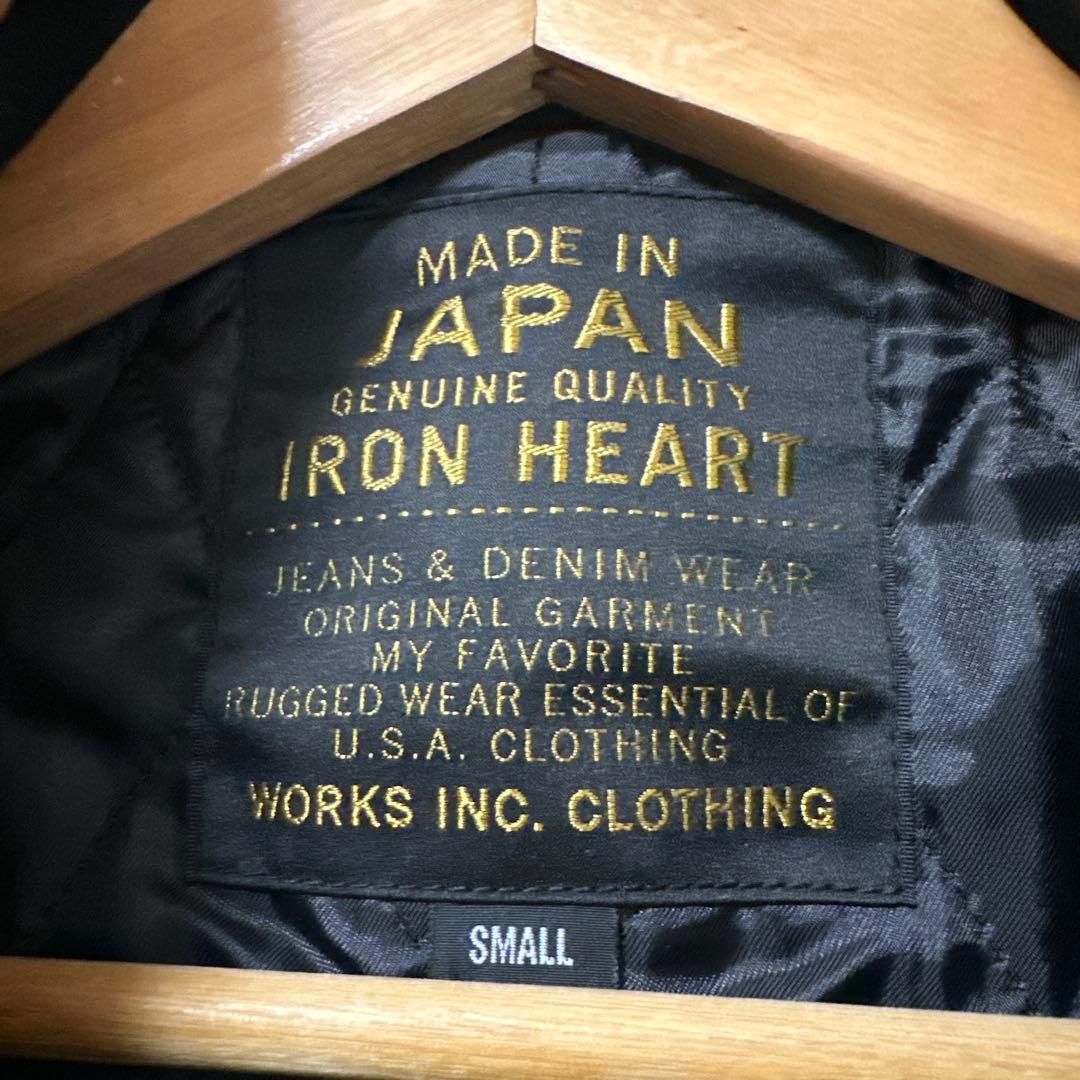 MADE IN
JAPAN
GENUINE QUALITY
IRON HEART
JEANS & DENIM WEAR
ORIGINAL GARMENT
MY FAVORITE
RUGGED WEAR ESSENTIAL OF
U.S.A. CLOTHING
WORKS INC. CLOTHING
SMALL